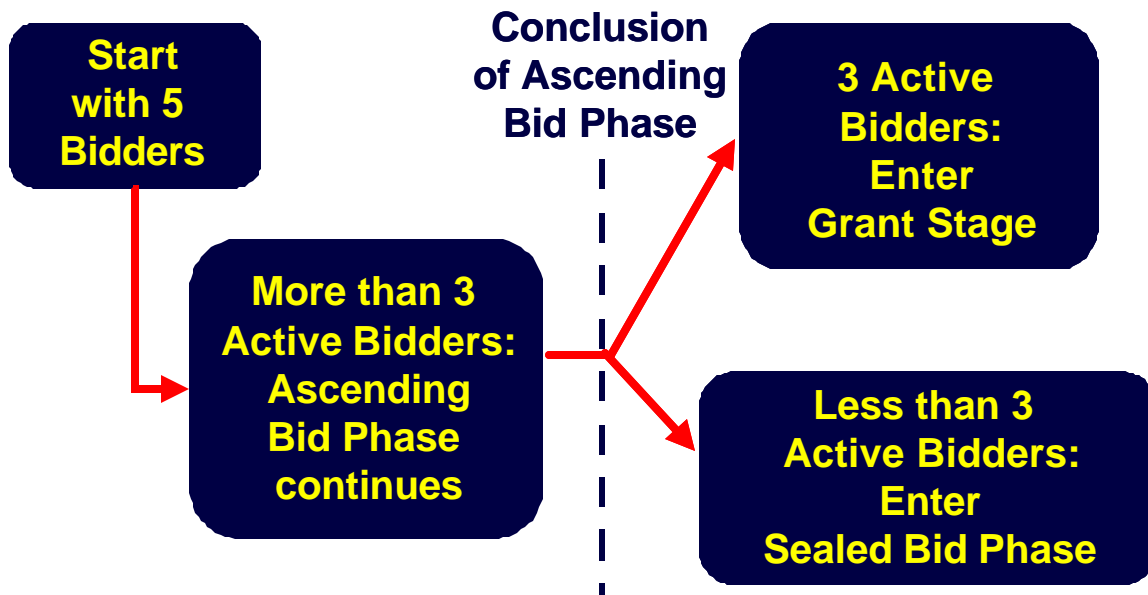 Start
with 5
Bidders
More than 3
Active Bidders:
Ascending
Bid Phase
continues
Conclusion
of Ascending
Bid Phase
3 Active
Bidders:
Enter
Grant Stage
Less than 3
Active Bidders:
Enter
Sealed Bid Phase